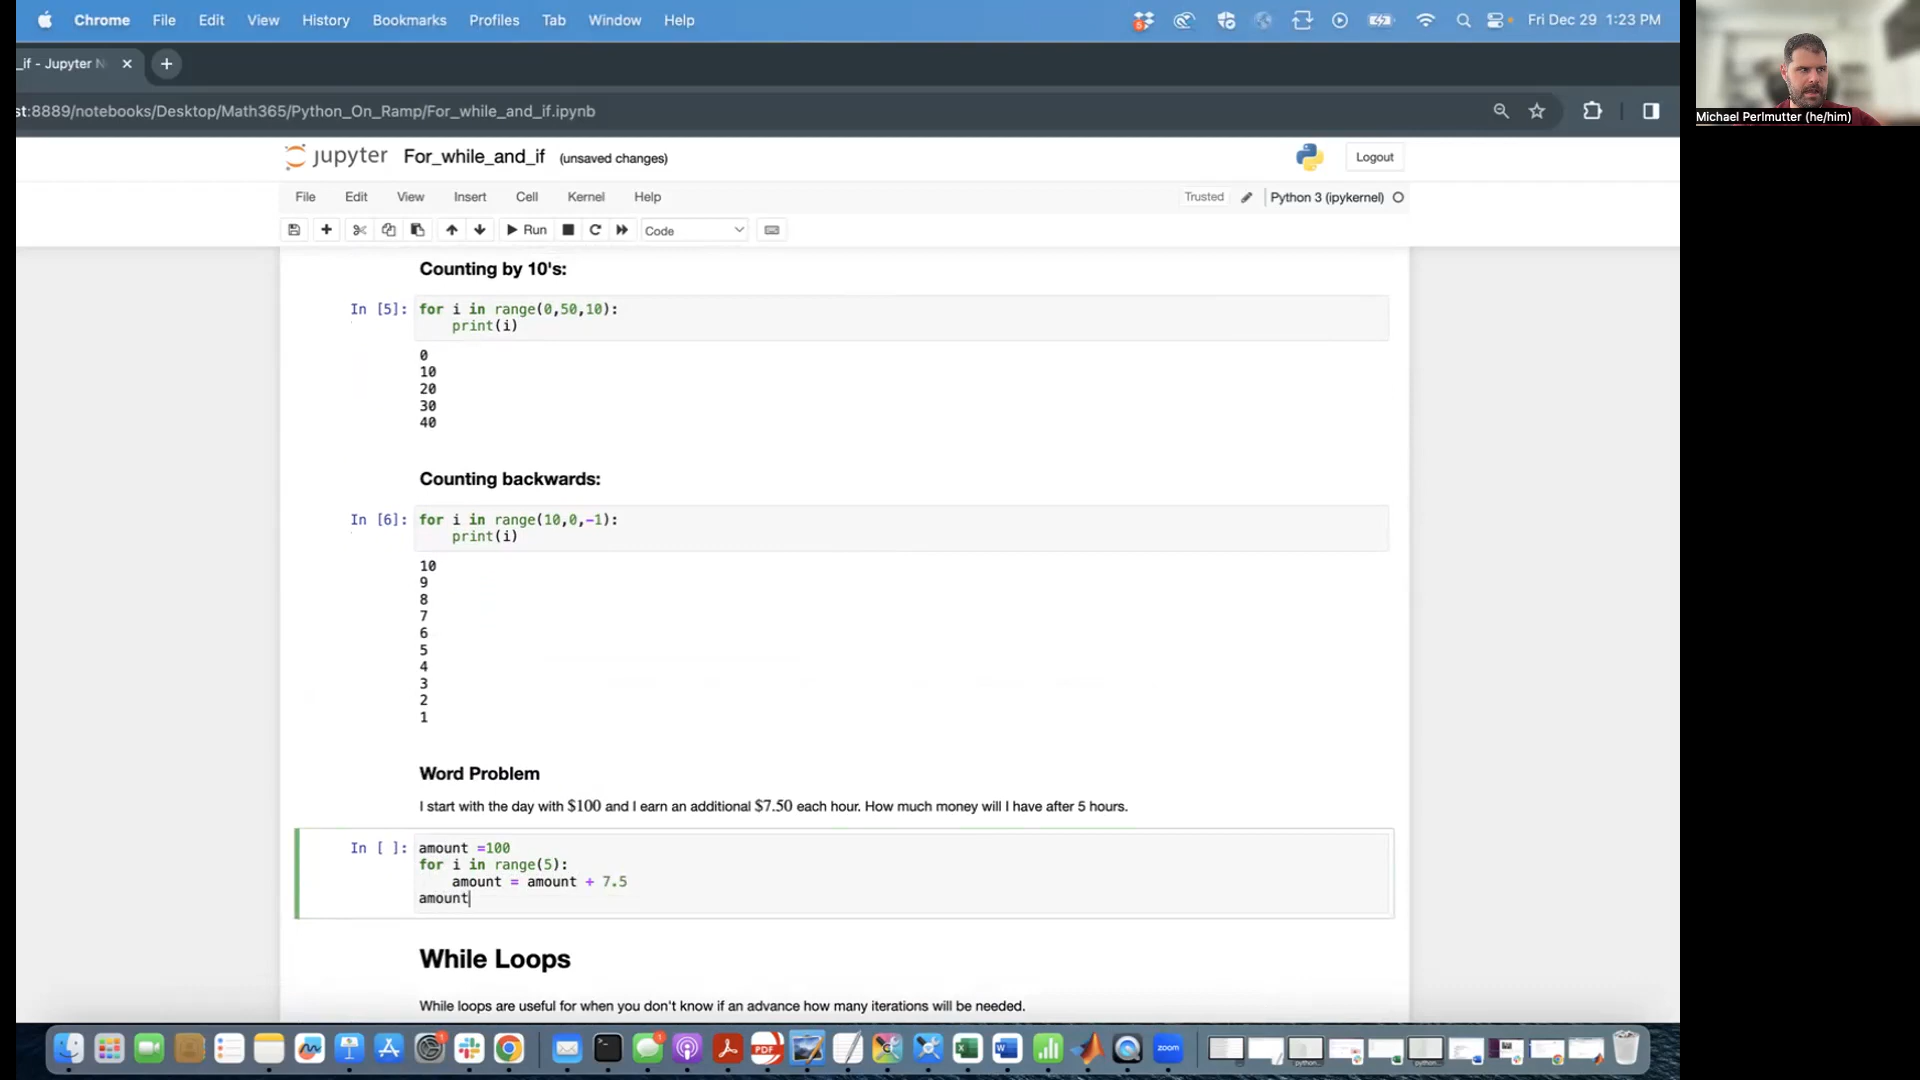 Chrome File Edit View History Bookmarks Profiles Tab Window Help Fri Dec 29 1:23 PM
_if - Jupyter N
st:8889/notebooks/Desktop/Math365/Python_On_Ramp/For_while_and_if.ipynb
Michael Perlmutter (he/him)
jupyter For_while_and_if (unsaved changes) Logout
File Edit View Insert Cell Kernel Help Trusted Python 3 (ipykernel)
Run Code
Counting by 10's:
In [5]: for i in range(0,50,10):
print(i)
0
10
20
30
40
Counting backwards:
In [6]: for i in range(10,0,-1):
print(i)
10
9
8
7
6
5
4
3
2
1
Word Problem
I start with the day with $100 and I earn an additional $7.50 each hour. How much money will I have after 5 hours.
In [ ]: amount =100
for i in range(5):
amount = amount + 7.5
amount
While Loops
While loops are useful for when you don't know if an advance how many iterations will be needed.
zoom